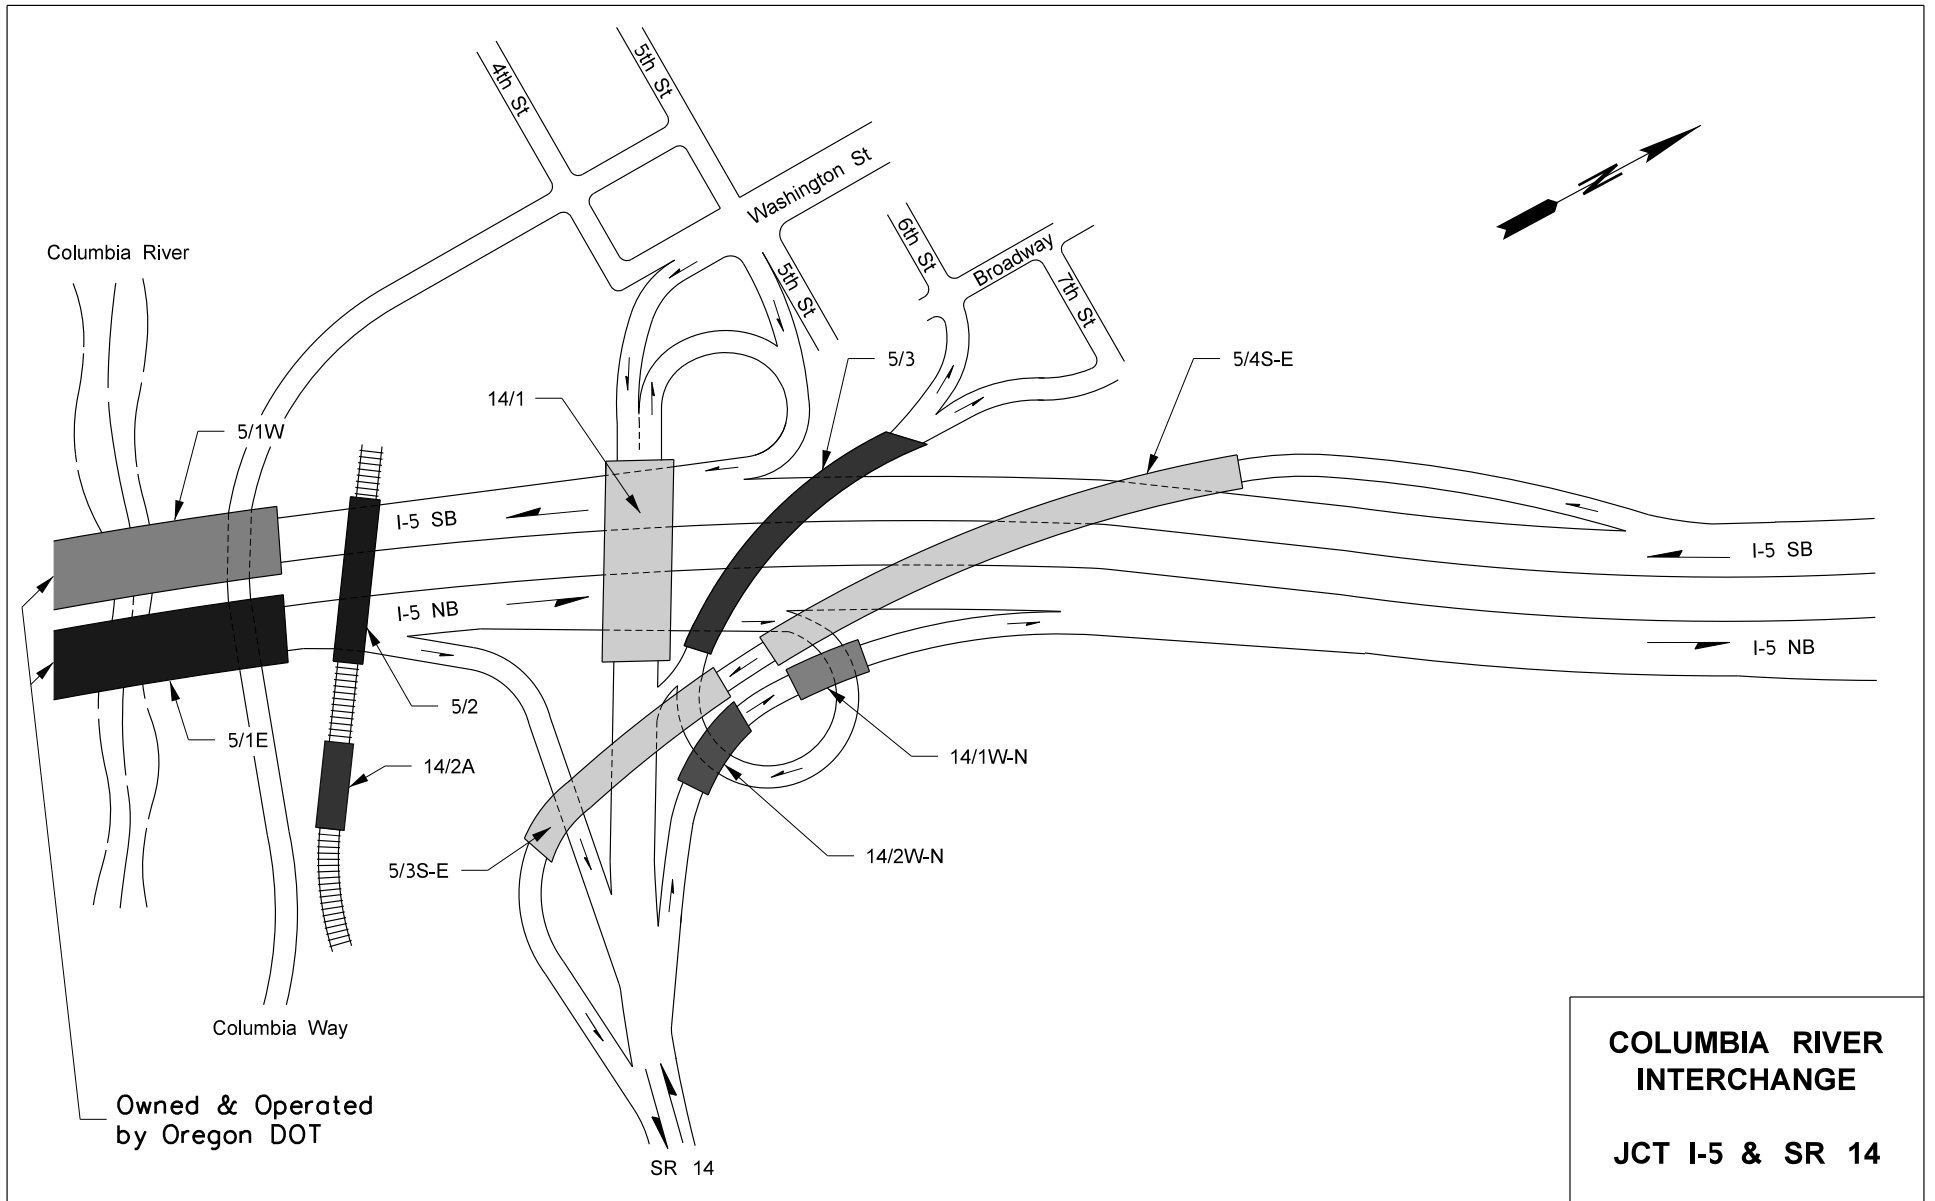 4th St
5th St
Washington St
6th St
Broadway
7th St
5th St
N
Columbia River
5/1W
14/1
5/3
5/4S-E
I-5 SB
I-5 SB
I-5 NB
I-5 NB
5/2
5/1E
14/2A
14/1W-N
14/2W-N
5/3S-E
Columbia Way
Owned & Operated
by Oregon DOT
SR 14
COLUMBIA RIVER
INTERCHANGE
JCT I-5 & SR 14